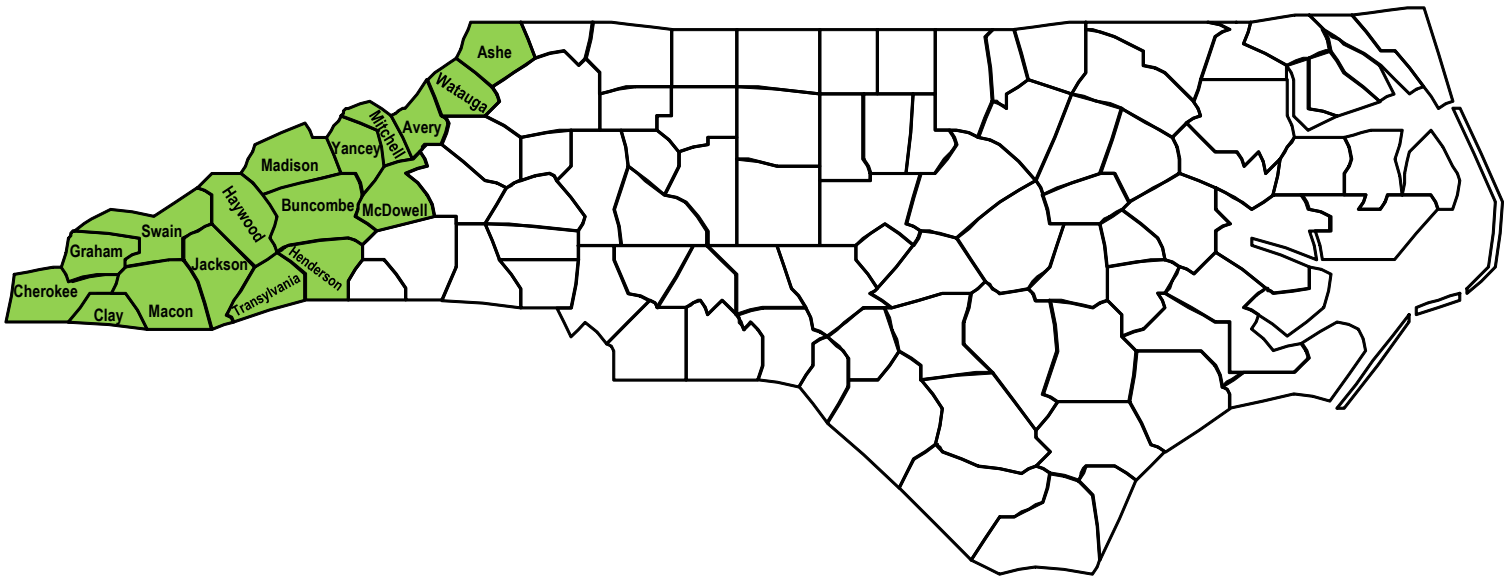 Ashe
Watauga
Avery
Mitchell
Yancey
Madison
Buncombe
McDowell
Haywood
Swain
Graham
Jackson
Henderson
Transylvania
Cherokee
Macon
Clay